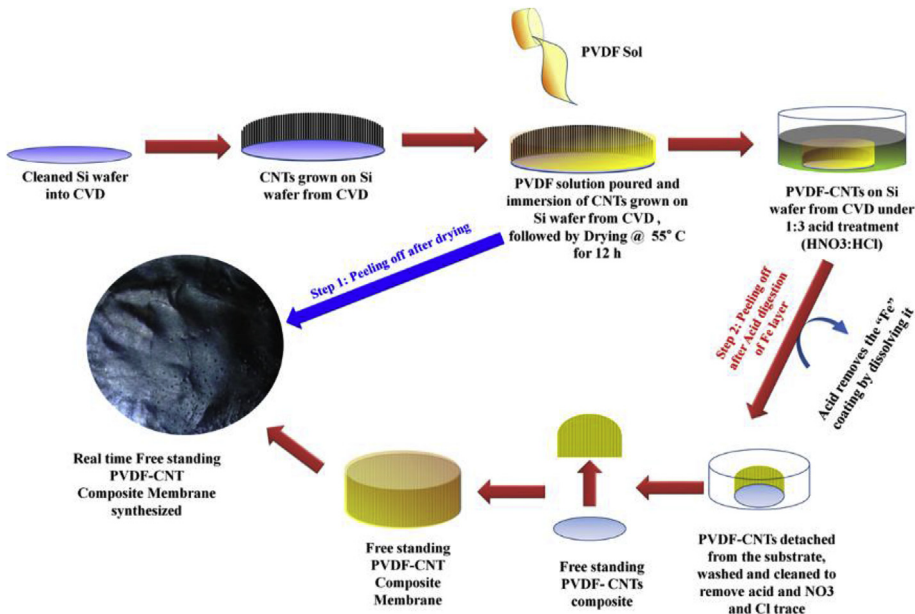 PVDF Sol
Cleaned Si wafer
into CVD
CNTs grown on Si
wafer from CVD
PVDF solution poured and
immersion of CNTs grown on
Si wafer from CVD ,
followed by Drying @ 55° C
for 12 h
PVDF-CNTs on Si
wafer from CVD under
1:3 acid treatment
(HNO3:HCl)
Step 1: Peeling off after drying
Step 2: Peeling off
after Acid digestion
of Fe layer
Acid removes the “Fe”
coating by dissolving it
Real time Free standing
PVDF-CNT
Composite Membrane
synthesized
Free standing
PVDF-CNT
Composite
Membrane
Free standing
PVDF- CNTs
composite
PVDF-CNTs detached
from the substrate,
washed and cleaned to
remove acid and NO3
and Cl trace